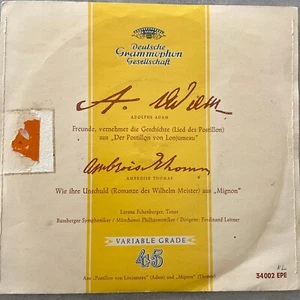 Deutsche
Grammophon
Gesellschaft
A. Adam
ADOLPHE ADAM
Freunde, vernehmet die Geschichte (Lied des Postillon)
aus „Der Postillon von Lonjumeau"
Ambroise Thomas
AMBROISE THOMAS
Wie ihre Unschuld (Romanze des Wilhelm Meister) aus „Mignon"
Lorenz Fehenberger, Tenor
Bamberger Symphoniker / Münchner Philharmoniker / Dirigent: Ferdinand Leitner
VARIABLE GRADE
45
Aus „Postillon von Lonjumeau" (Adam) und „Mignon" (Thomas)
34002 EPL